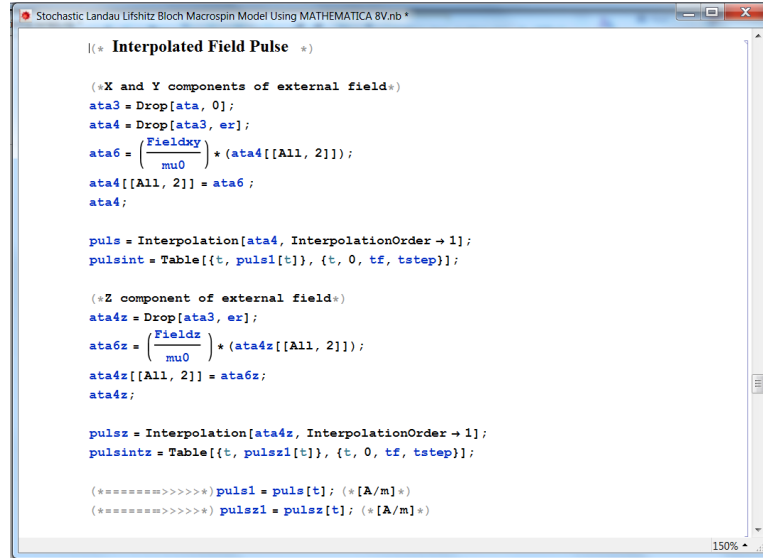 Stochastic Landau Lifshitz Bloch Macrospin Model Using MATHEMATICA 8V.nb *
(* Interpolated Field Pulse *)
(*X and Y components of external field*)
ata3 = Drop[ata, 0];
ata4 = Drop[ata3, er];
ata6 = (Fieldxy/mu0) * (ata4[[All, 2]]);
ata4[[All, 2]] = ata6 ;
ata4;
puls = Interpolation[ata4, InterpolationOrder → 1];
pulsint = Table[{t, puls1[t]}, {t, 0, tf, tstep}];
(*Z component of external field*)
ata4z = Drop[ata3, er];
ata6z = (Fieldz/mu0) * (ata4z[[All, 2]]);
ata4z[[All, 2]] = ata6z;
ata4z;
pulsz = Interpolation[ata4z, InterpolationOrder → 1];
pulsintz = Table[{t, pulsz1[t]}, {t, 0, tf, tstep}];
(*=======>>>>>*) puls1 = puls[t]; (*[A/m]*)
(*=======>>>>>*) pulsz1 = pulsz[t]; (*[A/m]*)
150%